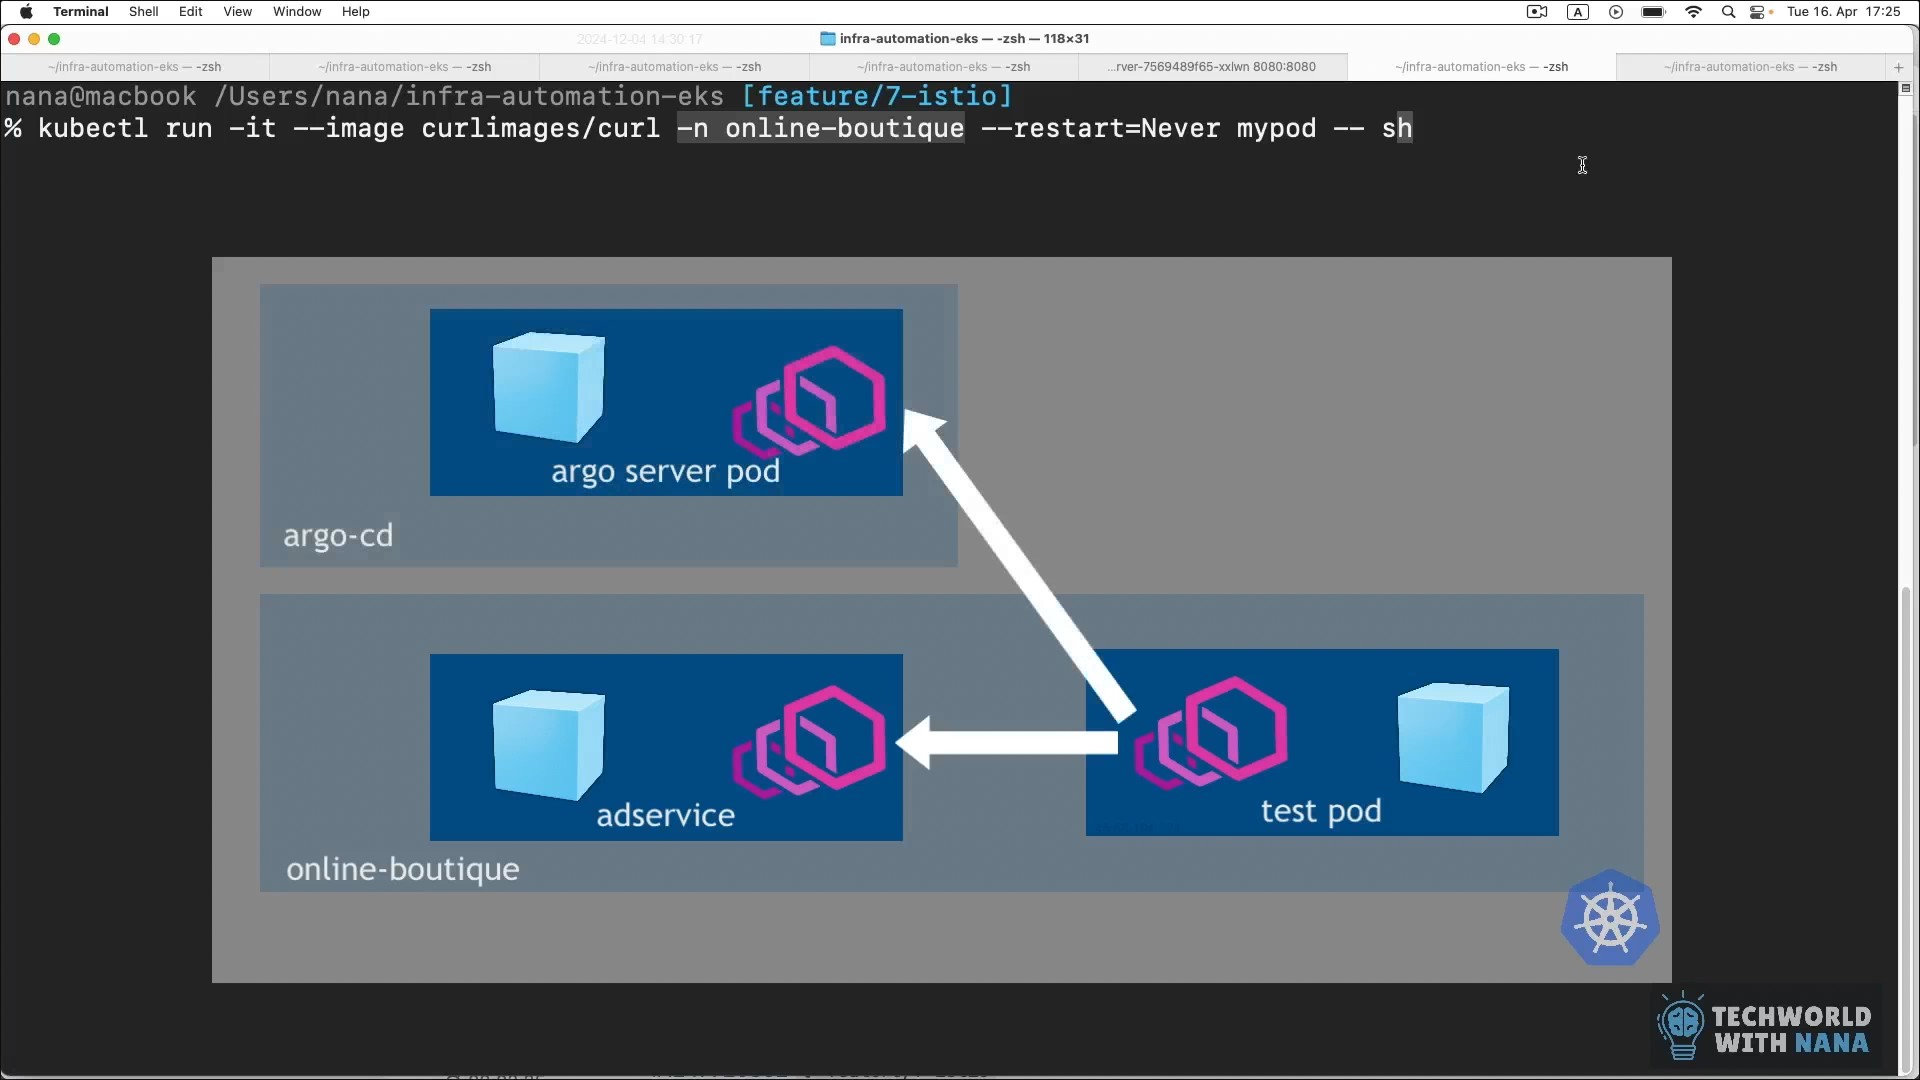 Terminal Shell Edit View Window Help A Tue 16. Apr 17:25
2024-12-04 14:30:17
infra-automation-eks — -zsh — 118×31
~/infra-automation-eks — -zsh ~/infra-automation-eks — -zsh ~/infra-automation-eks — -zsh ~/infra-automation-eks — -zsh ...rver-7569489f65-xxlwn 8080:8080 ~/infra-automation-eks — -zsh ~/infra-automation-eks — -zsh +
nana@macbook /Users/nana/infra-automation-eks [feature/7-istio]
% kubectl run -it --image curlimages/curl -n online-boutique --restart=Never mypod -- sh
argo server pod
argo-cd
adservice
test pod
online-boutique
TECHWORLD
WITH NANA